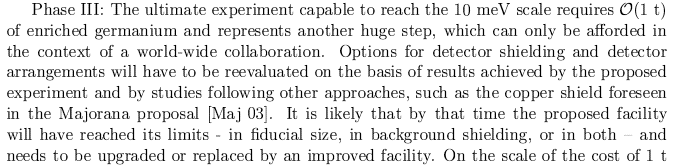 Phase III: The ultimate experiment capable to reach the 10 meV scale requires 𝒪(1 t)
of enriched germanium and represents another huge step, which can only be afforded in
the context of a world-wide collaboration. Options for detector shielding and detector
arrangements will have to be reevaluated on the basis of results achieved by the proposed
experiment and by studies following other approaches, such as the copper shield foreseen
in the Majorana proposal [Maj 03]. It is likely that by that time the proposed facility
will have reached its limits - in fiducial size, in background shielding, or in both – and
needs to be upgraded or replaced by an improved facility. On the scale of the cost of 1 t